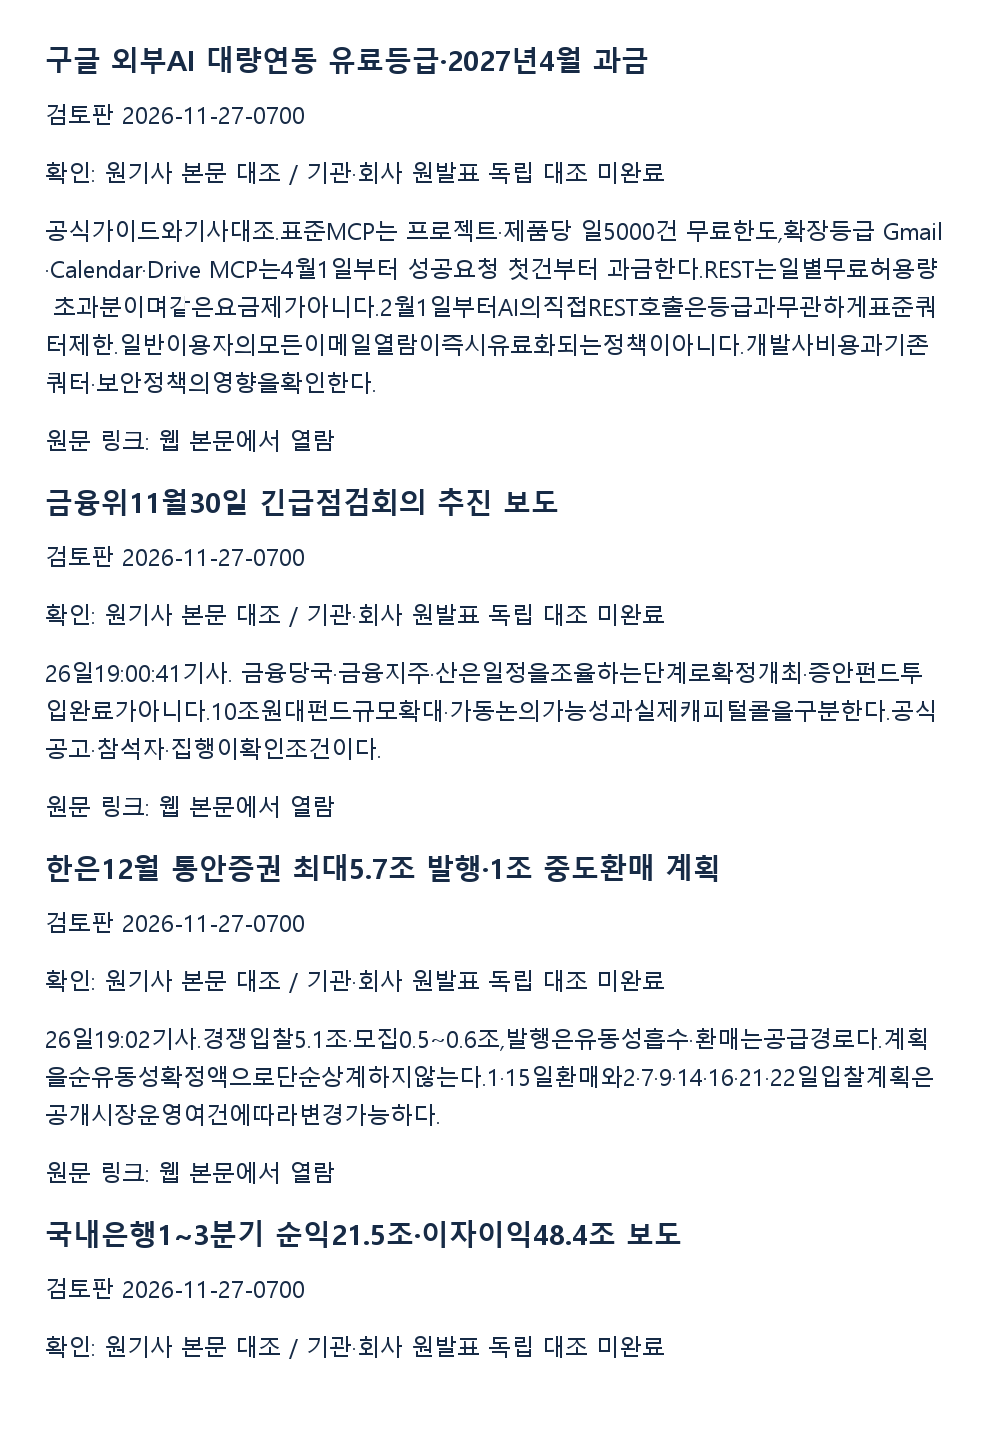 구글 외부AI 대량연동 유료등급·2027년4월 과금
검토판 2026-11-27-0700
확인: 원기사 본문 대조 / 기관·회사 원발표 독립 대조 미완료
공식가이드와기사대조.표준MCP는 프로젝트·제품당 일5000건 무료한도,확장등급 Gmail
·Calendar·Drive MCP는4월1일부터 성공요청 첫건부터 과금한다.REST는일별무료허용량
초과분이며같은요금제가아니다.2월1일부터AI의직접REST호출은등급과무관하게표준쿼
터제한.일반이용자의모든이메일열람이즉시유료화되는정책이아니다.개발사비용과기존
쿼터·보안정책의영향을확인한다.
원문 링크: 웹 본문에서 열람
금융위11월30일 긴급점검회의 추진 보도
검토판 2026-11-27-0700
확인: 원기사 본문 대조 / 기관·회사 원발표 독립 대조 미완료
26일19:00:41기사. 금융당국·금융지주·산은일정을조율하는단계로확정개최·증안펀드투
입완료가아니다.10조원대펀드규모확대·가동논의가능성과실제캐피털콜을구분한다.공식
공고·참석자·집행이확인조건이다.
원문 링크: 웹 본문에서 열람
한은12월 통안증권 최대5.7조 발행·1조 중도환매 계획
검토판 2026-11-27-0700
확인: 원기사 본문 대조 / 기관·회사 원발표 독립 대조 미완료
26일19:02기사.경쟁입찰5.1조·모집0.5~0.6조,발행은유동성흡수·환매는공급경로다.계획
을순유동성확정액으로단순상계하지않는다.1·15일환매와2·7·9·14·16·21·22일입찰계획은
공개시장운영여건에따라변경가능하다.
원문 링크: 웹 본문에서 열람
국내은행1~3분기 순익21.5조·이자이익48.4조 보도
검토판 2026-11-27-0700
확인: 원기사 본문 대조 / 기관·회사 원발표 독립 대조 미완료